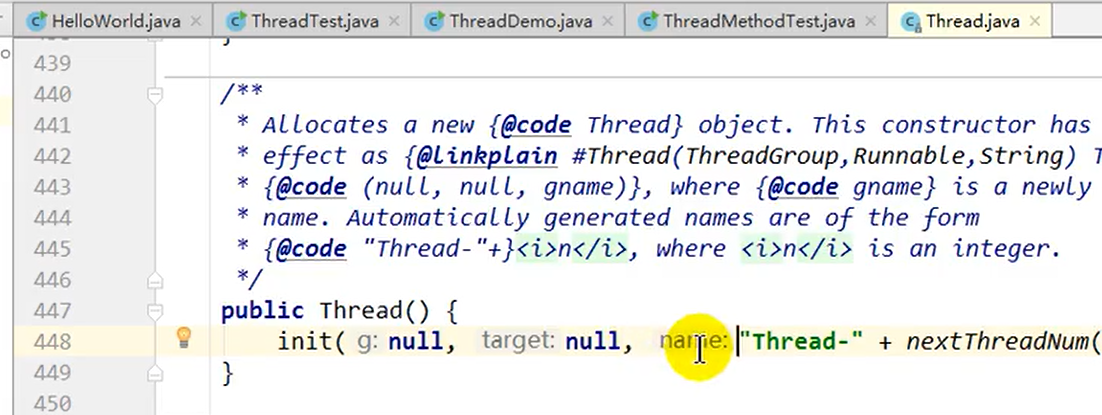 HelloWorld.java ThreadTest.java ThreadDemo.java ThreadMethodTest.java Thread.java
439
440 /**
441 * Allocates a new {@code Thread} object. This constructor has
442 * effect as {@linkplain #Thread(ThreadGroup,Runnable,String) T
443 * {@code (null, null, gname)}, where {@code gname} is a newly
444 * name. Automatically generated names are of the form
445 * {@code "Thread-"+}<i>n</i>, where <i>n</i> is an integer.
446 */
447 public Thread() {
448 init( g: null, target: null, name: "Thread-" + nextThreadNum(
449 }
450